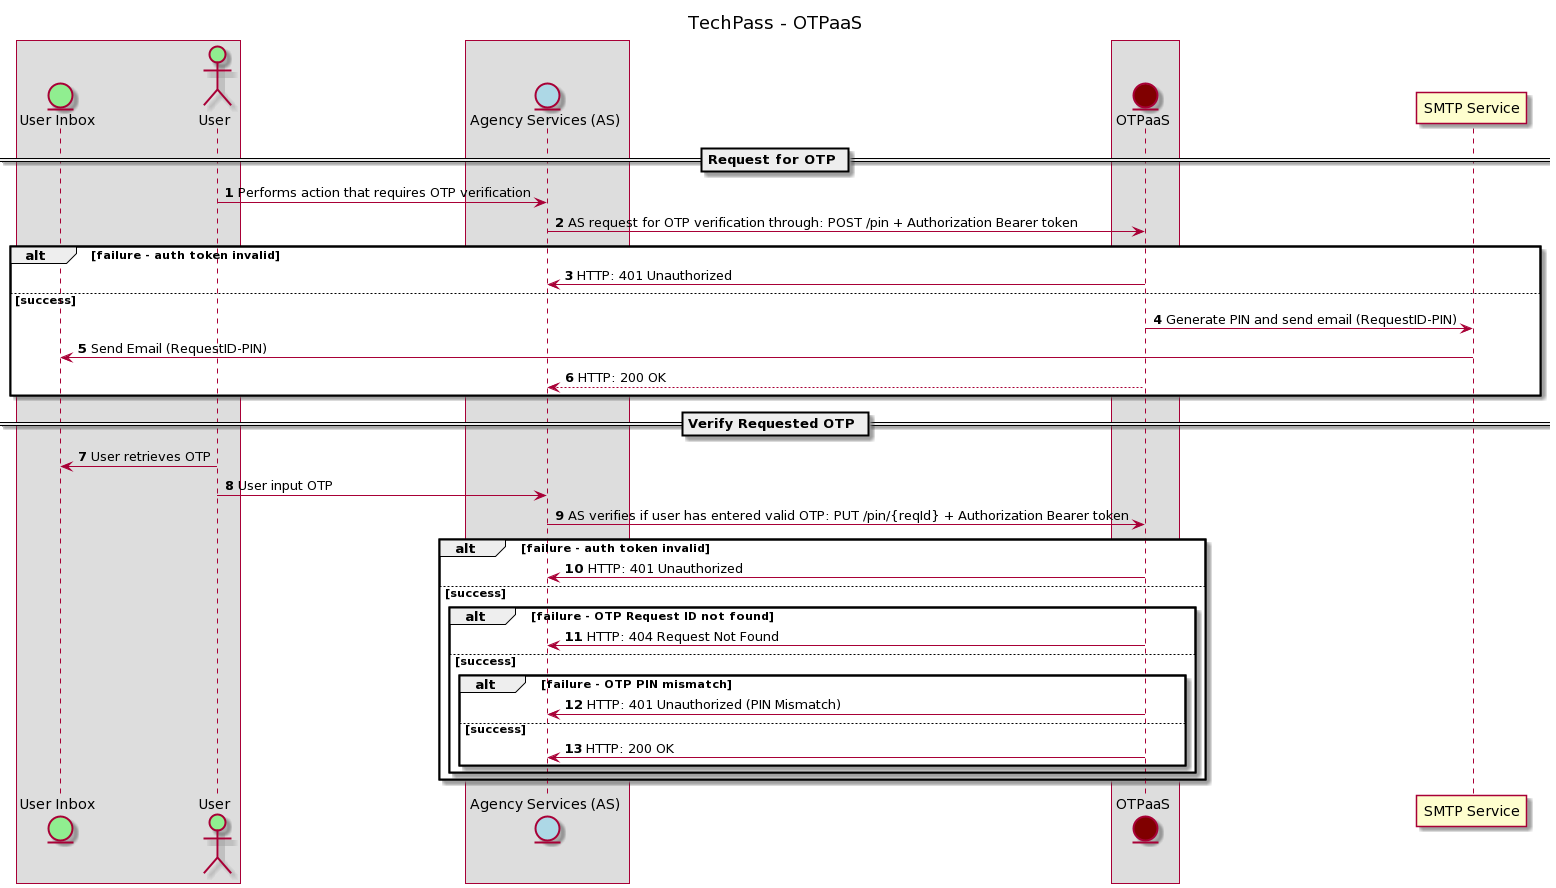 TechPass - OTPaaS
User Inbox
User
Agency Services (AS)
OTPaaS
SMTP Service
Request for OTP
1 Performs action that requires OTP verification
2 AS request for OTP verification through: POST /pin + Authorization Bearer token
alt [failure - auth token invalid]
3 HTTP: 401 Unauthorized
[success]
4 Generate PIN and send email (RequestID-PIN)
5 Send Email (RequestID-PIN)
6 HTTP: 200 OK
Verify Requested OTP
7 User retrieves OTP
8 User input OTP
9 AS verifies if user has entered valid OTP: PUT /pin/{reqId} + Authorization Bearer token
alt [failure - auth token invalid]
10 HTTP: 401 Unauthorized
[success]
alt [failure - OTP Request ID not found]
11 HTTP: 404 Request Not Found
[success]
alt [failure - OTP PIN mismatch]
12 HTTP: 401 Unauthorized (PIN Mismatch)
[success]
13 HTTP: 200 OK
User Inbox
User
Agency Services (AS)
OTPaaS
SMTP Service